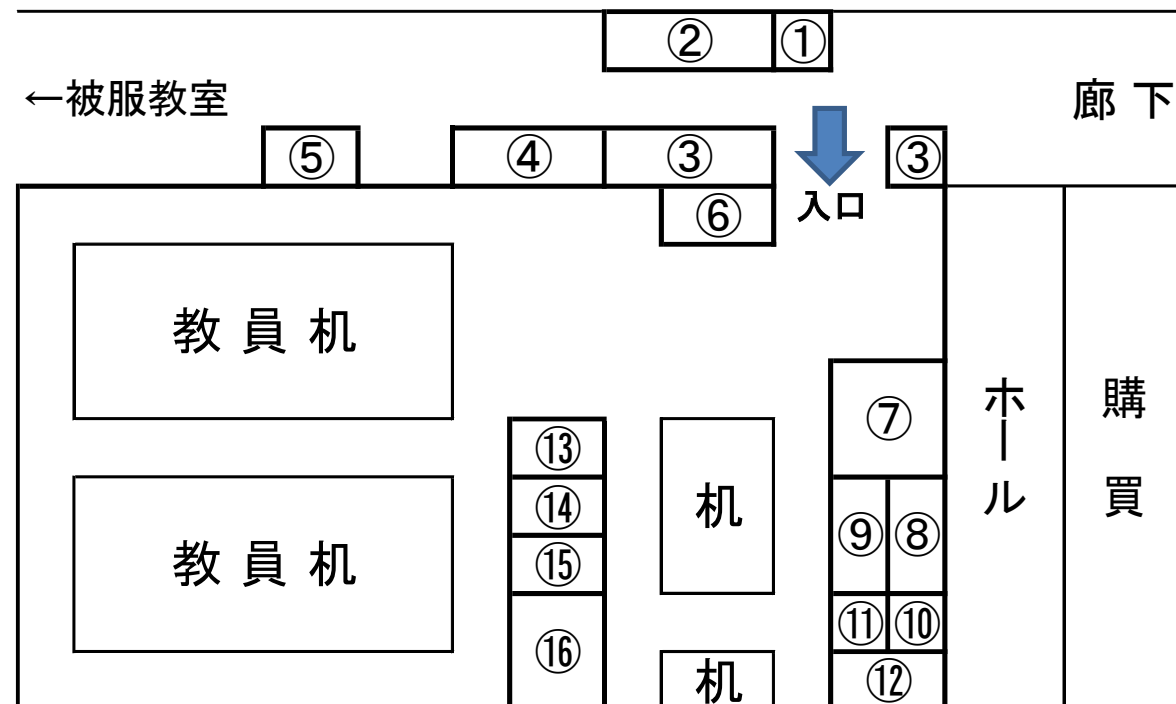 ② ①
←被服教室
廊 下
⑤ ④ ③ ③
⑥ 入口
教 員 机
⑦
ホール
購買
⑬
⑭
机
⑨ ⑧
教 員 机
⑮
⑪ ⑩
⑯
机
⑫